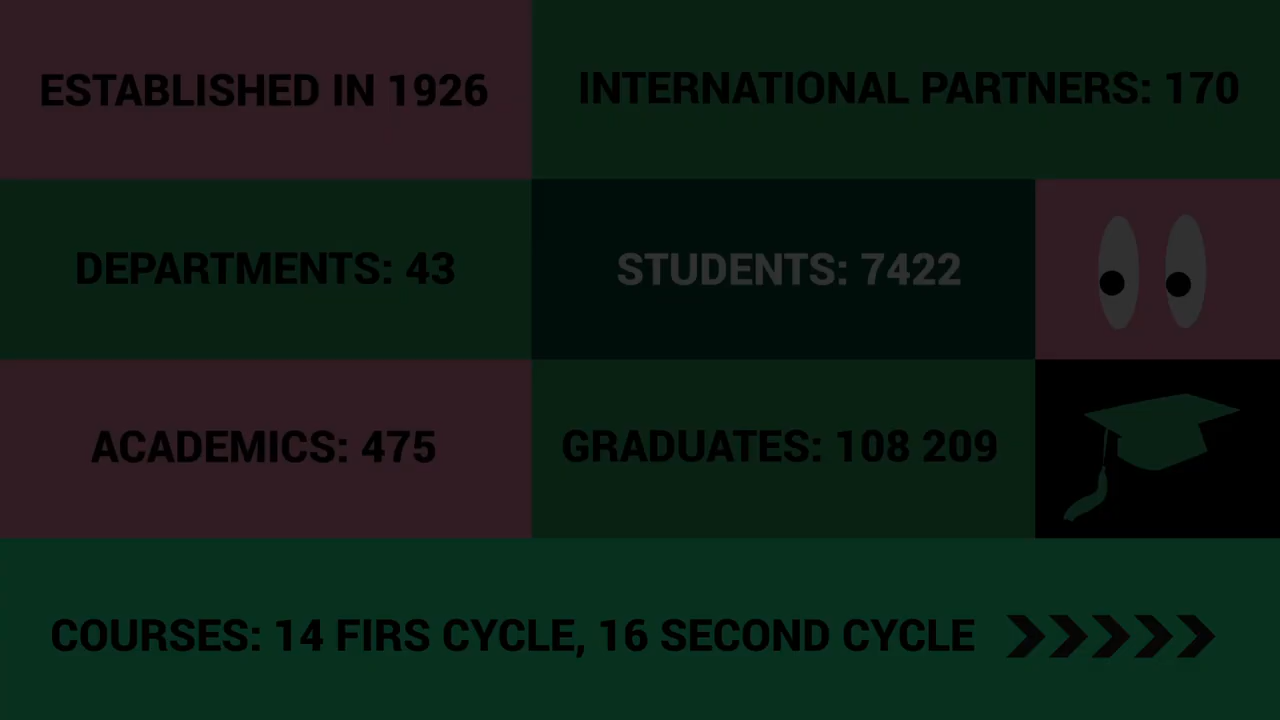 ESTABLISHED IN 1926
INTERNATIONAL PARTNERS: 170
DEPARTMENTS: 43
STUDENTS: 7422
ACADEMICS: 475
GRADUATES: 108 209
COURSES: 14 FIRS CYCLE, 16 SECOND CYCLE